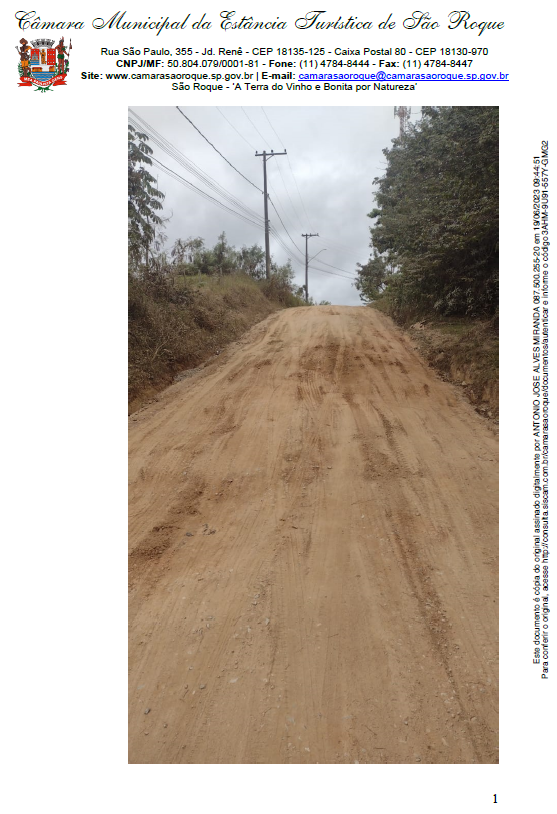 Câmara Municipal da Estância Turística de São Roque
Rua São Paulo, 355 - Jd. Renê - CEP 18135-125 - Caixa Postal 80 - CEP 18130-970
CNPJ/MF: 50.804.079/0001-81 - Fone: (11) 4784-8444 - Fax: (11) 4784-8447
Site: www.camarasaoroque.sp.gov.br | E-mail: camarasaoroque@camarasaoroque.sp.gov.br
São Roque - 'A Terra do Vinho e Bonita por Natureza'
Este documento é cópia do original assinado digitalmente por ANTONIO JOSE ALVES MIRANDA 087.500.255-20 em 19/06/2023 09:44:51
Para conferir o original, acesse http://consulta.siscam.com.br/camarasaoroque/documentos/autenticar e informe o código 3AHM-9U91-557Y-GMG2
1